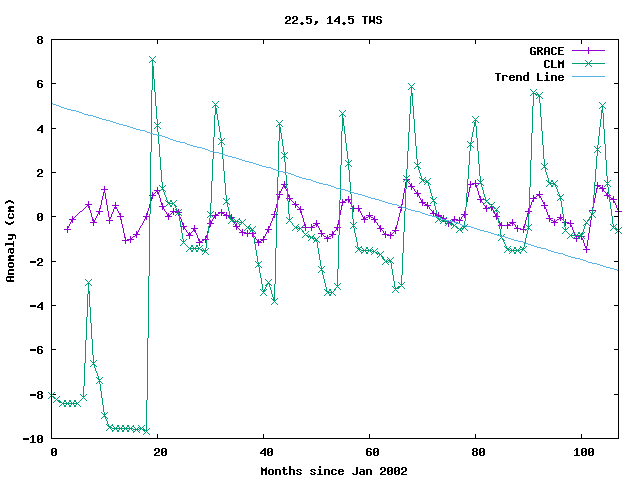 22.5, 14.5 TWS
GRACE
CLM
Trend Line
8
6
4
2
0
-2
-4
-6
-8
-10
Anomaly (cm)
0 20 40 60 80 100
Months since Jan 2002